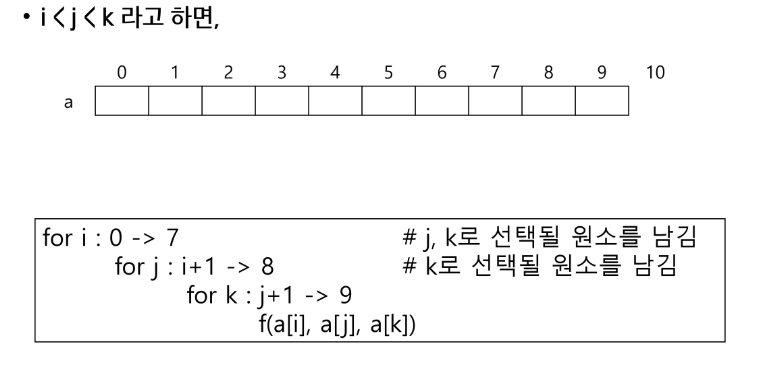 • i < j < k 라고 하면,
0 1 2 3 4 5 6 7 8 9 10
a
for i : 0 -> 7 # j, k로 선택될 원소를 남김
for j : i+1 -> 8 # k로 선택될 원소를 남김
for k : j+1 -> 9
f(a[i], a[j], a[k])